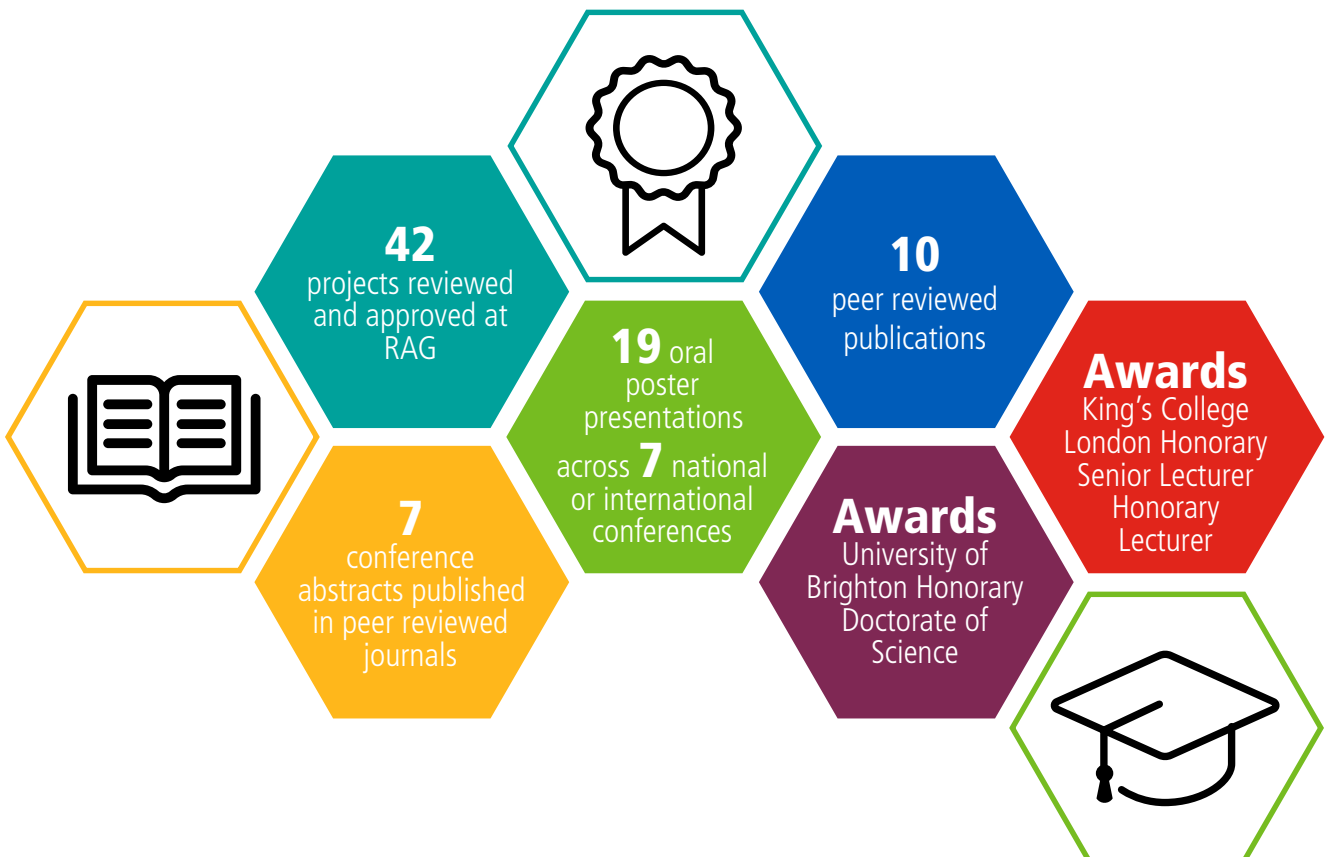 42
projects reviewed
and approved at
RAG
10
peer reviewed
publications
19 oral
poster
presentations
across 7 national
or international
conferences
Awards
King's College
London Honorary
Senior Lecturer
Honorary
Lecturer
7
conference
abstracts published
in peer reviewed
journals
Awards
University of
Brighton Honorary
Doctorate of
Science